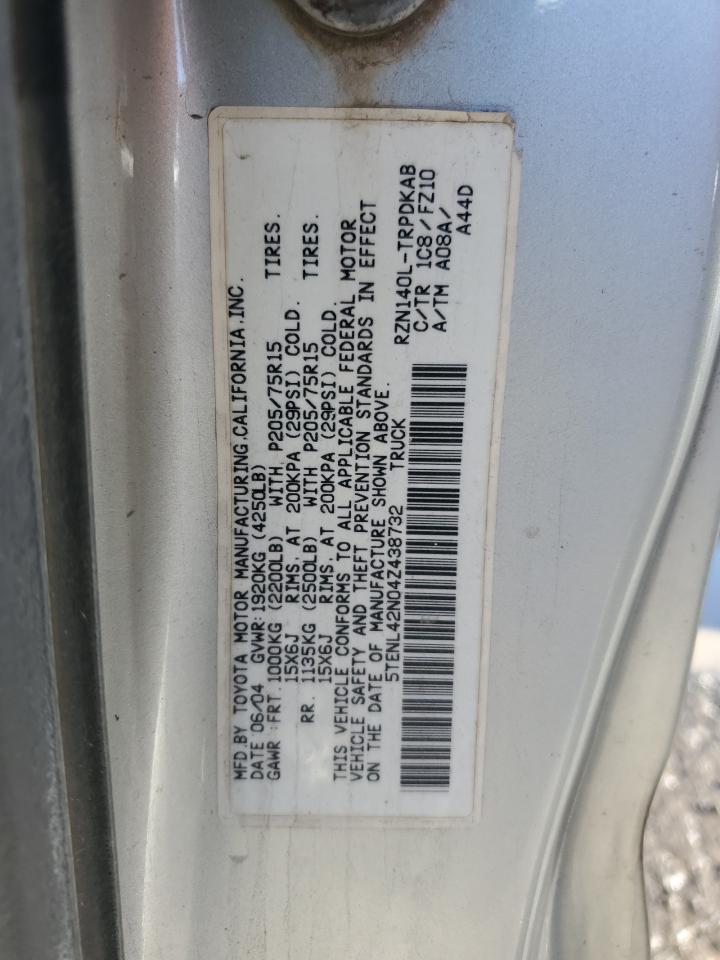 MFD.BY TOYOTA MOTOR MANUFACTURING.CALIFORNIA.INC.
DATE 06/04 GVWR:1920KG (4250LB)
GAWR :FRT.1000KG (2200LB) WITH P205/75R15 TIRES.
15X6J RIMS. AT 200KPA (29PSI) COLD.
RR. 1135KG (2500LB) WITH P205/75R15 TIRES.
15X6J RIMS. AT 200KPA (29PSI) COLD.
THIS VEHICLE CONFORMS TO ALL APPLICABLE FEDERAL MOTOR
VEHICLE SAFETY AND THEFT PREVENTION STANDARDS IN EFFECT
ON THE DATE OF MANUFACTURE SHOWN ABOVE.
5TENL42N04Z438732 TRUCK
RZN140L-TRPDKAB
C/TR 1C8/FZ10
A/TM A08A/
A44D